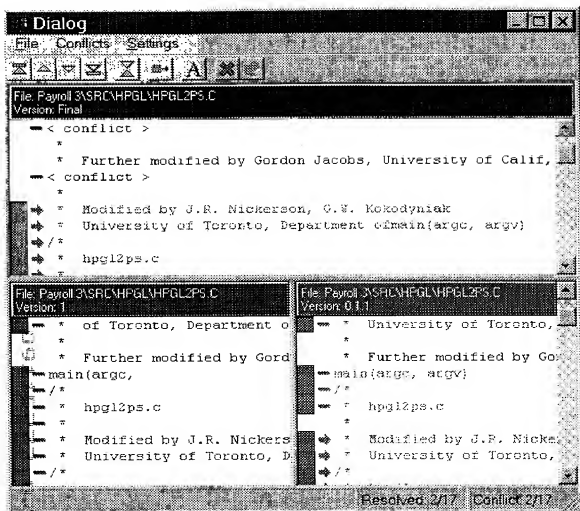 Dialog
File Conflicts Settings
A
File: Payroll 3\SRC\HPGL\HPGL2PS.C
Version: Final
< conflict >
*
* Further modified by Gordon Jacobs, University of Calif,
< conflict >
*
* Modified by J.R. Nickerson, G.W. Kokodyniak
* University of Toronto, Department ofmain(argc, argv)
/*
* hpgl2ps.c
*
File: Payroll 3\SRC\HPGL\HPGL2PS.C
Version: 1
* of Toronto, Department o
*
* Further modified by Gord
main(argc,
/*
* hpgl2ps.c
*
* Modified by J.R. Nickers
* University of Toronto, D
/*
File: Payroll 3\SRC\HPGL\HPGL2PS.C
Version: 0.1.1
* University of Toronto,
*
* Further modified by Go
main(argc, argv)
/*
* hpgl2ps.c
*
* Modified by J.R. Nicke
* University of Toronto,
/*
Resolved: 2/17 Conflict: 2/17